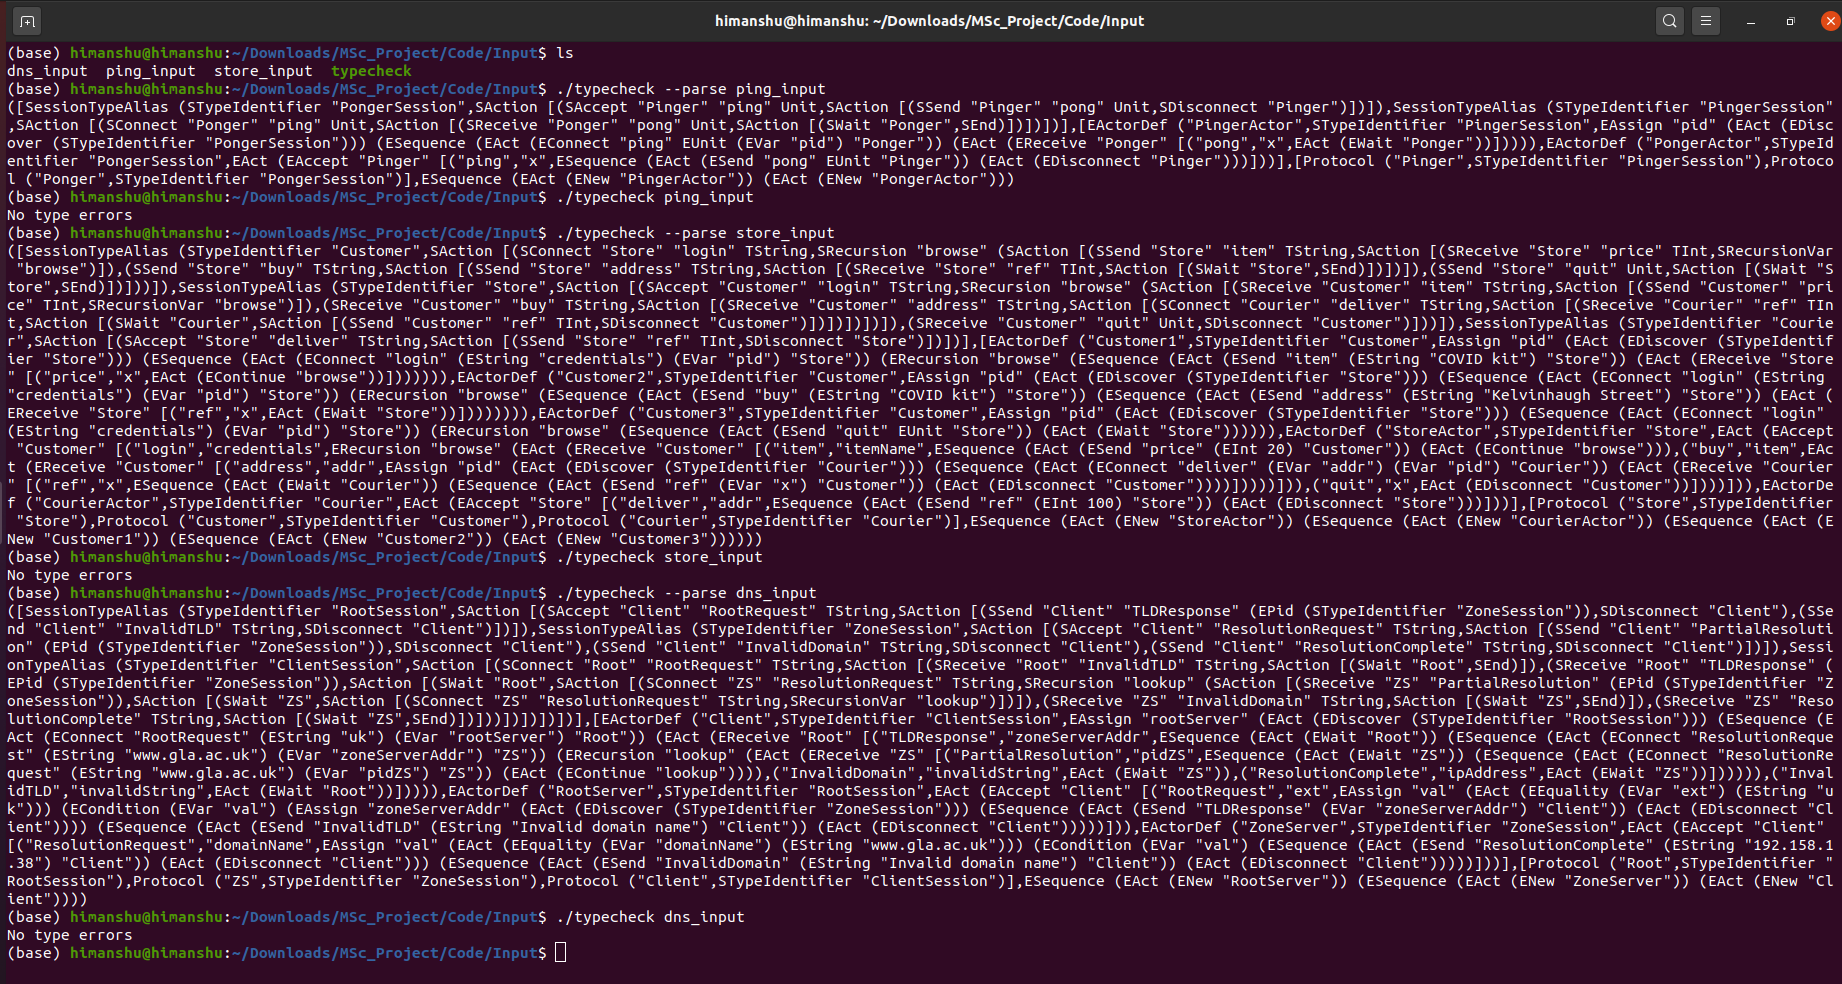 himanshu@himanshu: ~/Downloads/MSc_Project/Code/Input
(base) himanshu@himanshu:~/Downloads/MSc_Project/Code/Input$ ls
dns_input  ping_input  store_input  typecheck
(base) himanshu@himanshu:~/Downloads/MSc_Project/Code/Input$ ./typecheck --parse ping_input
([SessionTypeAlias (STypeIdentifier "PongerSession",SAction [(SAccept "Pinger" "ping" Unit,SAction [(SSend "Pinger" "pong" Unit,SDisconnect "Pinger")])]),SessionTypeAlias (STypeIdentifier "PingerSession"
,SAction [(SConnect "Ponger" "ping" Unit,SAction [(SReceive "Ponger" "pong" Unit,SAction [(SWait "Ponger",SEnd)])])])],[EActorDef ("PingerActor",STypeIdentifier "PingerSession",EAssign "pid" (EAct (EDisc
over (STypeIdentifier "PongerSession"))) (ESequence (EAct (EConnect "ping" EUnit (EVar "pid") "Ponger")) (EAct (EReceive "Ponger" [("pong","x",EAct (EWait "Ponger"))])))),EActorDef ("PongerActor",STypeId
entifier "PongerSession",EAct (EAccept "Pinger" [("ping","x",ESequence (EAct (ESend "pong" EUnit "Pinger")) (EAct (EDisconnect "Pinger")))]))],[Protocol ("Pinger",STypeIdentifier "PingerSession"),Protoco
l ("Ponger",STypeIdentifier "PongerSession")],ESequence (EAct (ENew "PingerActor")) (EAct (ENew "PongerActor")))
(base) himanshu@himanshu:~/Downloads/MSc_Project/Code/Input$ ./typecheck ping_input
No type errors
(base) himanshu@himanshu:~/Downloads/MSc_Project/Code/Input$ ./typecheck --parse store_input
([SessionTypeAlias (STypeIdentifier "Customer",SAction [(SConnect "Store" "login" TString,SRecursion "browse" (SAction [(SSend "Store" "item" TString,SAction [(SReceive "Store" "price" TInt,SRecursionVar
 "browse")]),(SSend "Store" "buy" TString,SAction [(SSend "Store" "address" TString,SAction [(SReceive "Store" "ref" TInt,SAction [(SWait "Store",SEnd)])])]),(SSend "Store" "quit" Unit,SAction [(SWait "S
tore",SEnd)])]))]),SessionTypeAlias (STypeIdentifier "Store",SAction [(SAccept "Customer" "login" TString,SRecursion "browse" (SAction [(SReceive "Customer" "item" TString,SAction [(SSend "Customer" "pri
ce" TInt,SRecursionVar "browse")]),(SReceive "Customer" "buy" TString,SAction [(SReceive "Customer" "address" TString,SAction [(SConnect "Courier" "deliver" TString,SAction [(SReceive "Courier" "ref" TIn
t,SAction [(SWait "Courier",SAction [(SSend "Customer" "ref" TInt,SDisconnect "Customer")])])])])]),(SReceive "Customer" "quit" Unit,SDisconnect "Customer")]))]),SessionTypeAlias (STypeIdentifier "Courie
r",SAction [(SAccept "Store" "deliver" TString,SAction [(SSend "Store" "ref" TInt,SDisconnect "Store")])])],[EActorDef ("Customer1",STypeIdentifier "Customer",EAssign "pid" (EAct (EDiscover (STypeIdentif
ier "Store"))) (ESequence (EAct (EConnect "login" (EString "credentials") (EVar "pid") "Store")) (ERecursion "browse" (ESequence (EAct (ESend "item" (EString "COVID kit") "Store")) (EAct (EReceive "Store
" [("price","x",EAct (EContinue "browse"))])))))),EActorDef ("Customer2",STypeIdentifier "Customer",EAssign "pid" (EAct (EDiscover (STypeIdentifier "Store"))) (ESequence (EAct (EConnect "login" (EString
"credentials") (EVar "pid") "Store")) (ERecursion "browse" (ESequence (EAct (ESend "buy" (EString "COVID kit") "Store")) (ESequence (EAct (ESend "address" (EString "Kelvinhaugh Street") "Store")) (EAct (
EReceive "Store" [("ref","x",EAct (EWait "Store"))]))))))),EActorDef ("Customer3",STypeIdentifier "Customer",EAssign "pid" (EAct (EDiscover (STypeIdentifier "Store"))) (ESequence (EAct (EConnect "login"
(EString "credentials") (EVar "pid") "Store")) (ERecursion "browse" (ESequence (EAct (ESend "quit" EUnit "Store")) (EAct (EWait "Store")))))),EActorDef ("StoreActor",STypeIdentifier "Store",EAct (EAccept
 "Customer" [("login","credentials",ERecursion "browse" (EAct (EReceive "Customer" [("item","itemName",ESequence (EAct (ESend "price" (EInt 20) "Customer")) (EAct (EContinue "browse"))),("buy","item",EAc
t (EReceive "Customer" [("address","addr",EAssign "pid" (EAct (EDiscover (STypeIdentifier "Courier"))) (ESequence (EAct (EConnect "deliver" (EVar "addr") (EVar "pid") "Courier")) (EAct (EReceive "Courier
" [("ref","x",ESequence (EAct (EWait "Courier")) (ESequence (EAct (ESend "ref" (EVar "x") "Customer")) (EAct (EDisconnect "Customer"))))]))))])),("quit","x",EAct (EDisconnect "Customer"))])))])),EActorDe
f ("CourierActor",STypeIdentifier "Courier",EAct (EAccept "Store" [("deliver","addr",ESequence (EAct (ESend "ref" (EInt 100) "Store")) (EAct (EDisconnect "Store")))]))],[Protocol ("Store",STypeIdentifier
 "Store"),Protocol ("Customer",STypeIdentifier "Customer"),Protocol ("Courier",STypeIdentifier "Courier")],ESequence (EAct (ENew "StoreActor")) (ESequence (EAct (ENew "CourierActor")) (ESequence (EAct (E
New "Customer1")) (ESequence (EAct (ENew "Customer2")) (EAct (ENew "Customer3"))))))
(base) himanshu@himanshu:~/Downloads/MSc_Project/Code/Input$ ./typecheck store_input
No type errors
(base) himanshu@himanshu:~/Downloads/MSc_Project/Code/Input$ ./typecheck --parse dns_input
([SessionTypeAlias (STypeIdentifier "RootSession",SAction [(SAccept "Client" "RootRequest" TString,SAction [(SSend "Client" "TLDResponse" (EPid (STypeIdentifier "ZoneSession")),SDisconnect "Client"),(SSe
nd "Client" "InvalidTLD" TString,SDisconnect "Client")])]),SessionTypeAlias (STypeIdentifier "ZoneSession",SAction [(SAccept "Client" "ResolutionRequest" TString,SAction [(SSend "Client" "PartialResoluti
on" (EPid (STypeIdentifier "ZoneSession")),SDisconnect "Client"),(SSend "Client" "InvalidDomain" TString,SDisconnect "Client"),(SSend "Client" "ResolutionComplete" TString,SDisconnect "Client")])]),Sessi
onTypeAlias (STypeIdentifier "ClientSession",SAction [(SConnect "Root" "RootRequest" TString,SAction [(SReceive "Root" "InvalidTLD" TString,SAction [(SWait "Root",SEnd)]),(SReceive "Root" "TLDResponse" (
EPid (STypeIdentifier "ZoneSession")),SAction [(SWait "Root",SAction [(SConnect "ZS" "ResolutionRequest" TString,SRecursion "lookup" (SAction [(SReceive "ZS" "PartialResolution" (EPid (STypeIdentifier "Z
oneSession")),SAction [(SWait "ZS",SAction [(SConnect "ZS" "ResolutionRequest" TString,SRecursionVar "lookup")])]),(SReceive "ZS" "InvalidDomain" TString,SAction [(SWait "ZS",SEnd)]),(SReceive "ZS" "Reso
lutionComplete" TString,SAction [(SWait "ZS",SEnd)])]))])])])])],[EActorDef ("Client",STypeIdentifier "ClientSession",EAssign "rootServer" (EAct (EDiscover (STypeIdentifier "RootSession"))) (ESequence (E
Act (EConnect "RootRequest" (EString "uk") (EVar "rootServer") "Root")) (EAct (EReceive "Root" [("TLDResponse","zoneServerAddr",ESequence (EAct (EWait "Root")) (ESequence (EAct (EConnect "ResolutionReque
st" (EString "www.gla.ac.uk") (EVar "zoneServerAddr") "ZS")) (ERecursion "lookup" (EAct (EReceive "ZS" [("PartialResolution","pidZS",ESequence (EAct (EWait "ZS")) (ESequence (EAct (EConnect "ResolutionRe
quest" (EString "www.gla.ac.uk") (EVar "pidZS") "ZS")) (EAct (EContinue "lookup")))),("InvalidDomain","invalidString",EAct (EWait "ZS")),("ResolutionComplete","ipAddress",EAct (EWait "ZS"))]))))),("Inval
idTLD","invalidString",EAct (EWait "Root"))])))),EActorDef ("RootServer",STypeIdentifier "RootSession",EAct (EAccept "Client" [("RootRequest","ext",EAssign "val" (EAct (EEquality (EVar "ext") (EString "u
k"))) (ECondition (EVar "val") (EAssign "zoneServerAddr" (EAct (EDiscover (STypeIdentifier "ZoneSession"))) (ESequence (EAct (ESend "TLDResponse" (EVar "zoneServerAddr") "Client")) (EAct (EDisconnect "Cl
ient")))) (ESequence (EAct (ESend "InvalidTLD" (EString "Invalid domain name") "Client")) (EAct (EDisconnect "Client")))))])),EActorDef ("ZoneServer",STypeIdentifier "ZoneSession",EAct (EAccept "Client"
[("ResolutionRequest","domainName",EAssign "val" (EAct (EEquality (EVar "domainName") (EString "www.gla.ac.uk"))) (ECondition (EVar "val") (ESequence (EAct (ESend "ResolutionComplete" (EString "192.158.1
.38") "Client")) (EAct (EDisconnect "Client"))) (ESequence (EAct (ESend "InvalidDomain" (EString "Invalid domain name") "Client")) (EAct (EDisconnect "Client")))))]))],[Protocol ("Root",STypeIdentifier "
RootSession"),Protocol ("ZS",STypeIdentifier "ZoneSession"),Protocol ("Client",STypeIdentifier "ClientSession")],ESequence (EAct (ENew "RootServer")) (ESequence (EAct (ENew "ZoneServer")) (EAct (ENew "Cl
ient"))))
(base) himanshu@himanshu:~/Downloads/MSc_Project/Code/Input$ ./typecheck dns_input
No type errors
(base) himanshu@himanshu:~/Downloads/MSc_Project/Code/Input$